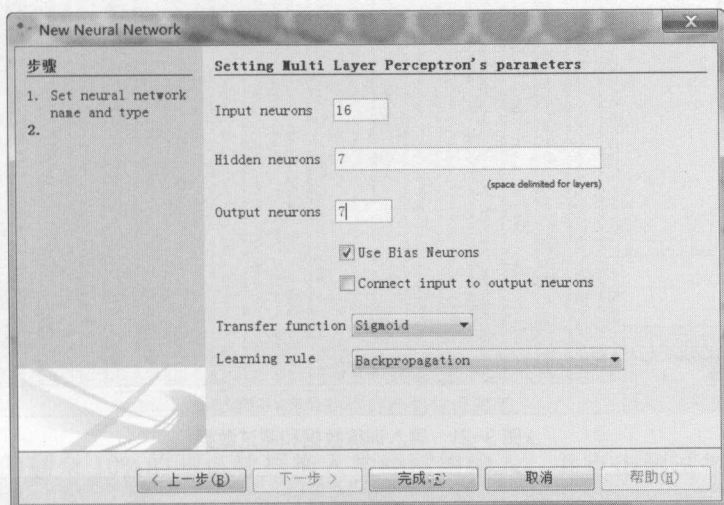 New Neural Network
步骤
1. Set neural network
name and type
2.
Setting Multi Layer Perceptron's parameters
Input neurons 16
Hidden neurons 7
(space delimited for layers)
Output neurons 7
Use Bias Neurons
Connect input to output neurons
Transfer function Sigmoid
Learning rule Backpropagation
< 上一步(B) 下一步 > 完成 取消 帮助(H)